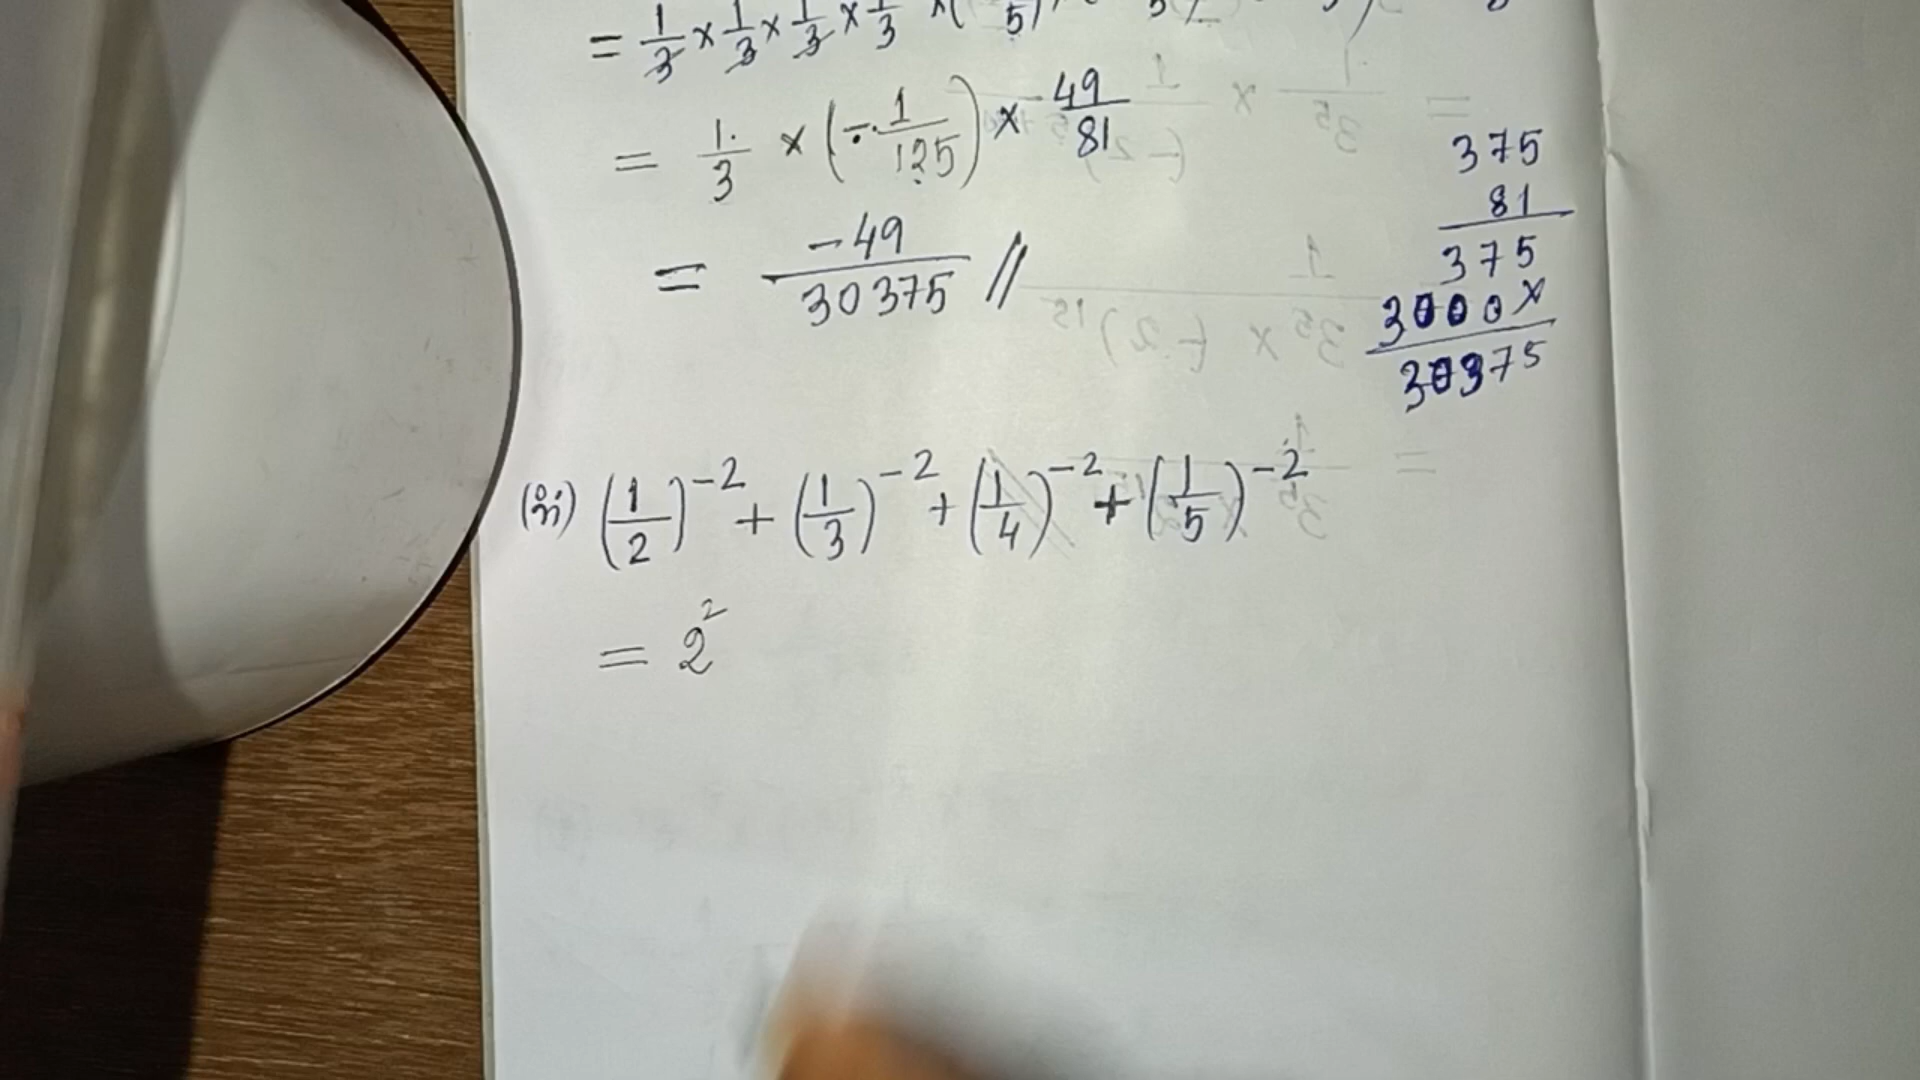 = 1/3 × 1/3 × 1/3 × 1/3 × (
= 1/3 × (-1/125) × -49/81
= -49/30375 //
375
81
375
3000×
30375
(ii) (1/2)^-2 + (1/3)^-2 + (1/4)^-2 + (1/5)^-2
= 2^2